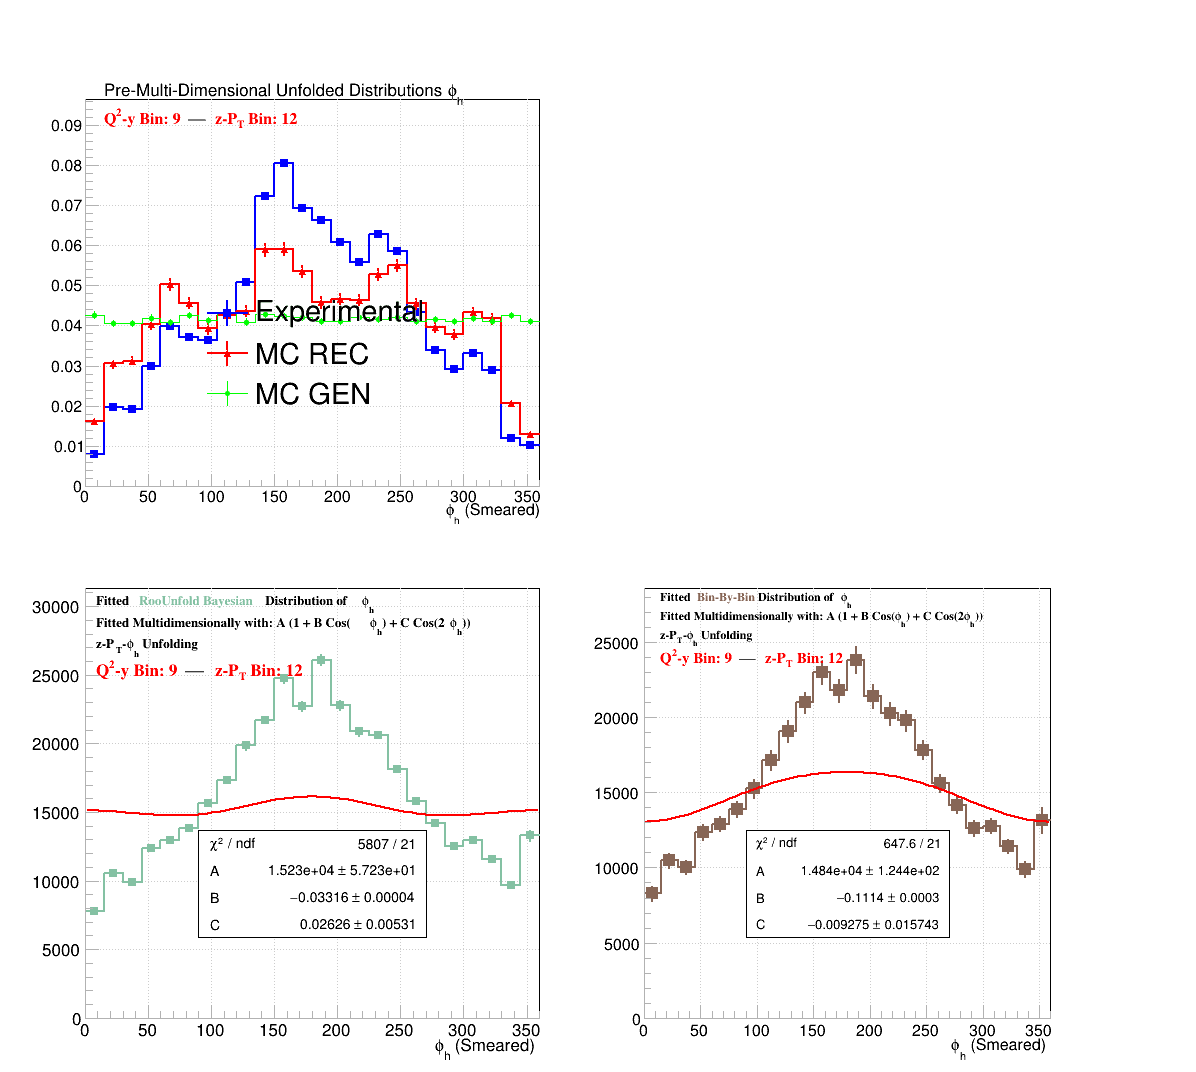 Pre-Multi-Dimensional Unfolded Distributions ϕh
Q²-y Bin: 9 — z-PT Bin: 12
0.09
0.08
0.07
0.06
0.05
0.04
0.03
0.02
0.01
0
Experimental
MC REC
MC GEN
0 50 100 150 200 250 300 350
ϕh (Smeared)
Fitted RooUnfold Bayesian Distribution of ϕh
Fitted Multidimensionally with: A (1 + B Cos( ϕh) + C Cos(2 ϕh))
z-PT-ϕh Unfolding
Q²-y Bin: 9 — z-PT Bin: 12
30000
25000
20000
15000
10000
5000
0
χ² / ndf 5807 / 21
A 1.523e+04 ± 5.723e+01
B −0.03316 ± 0.00004
C 0.02626 ± 0.00531
0 50 100 150 200 250 300 350
ϕh (Smeared)
Fitted Bin-By-Bin Distribution of ϕh
Fitted Multidimensionally with: A (1 + B Cos(ϕh) + C Cos(2ϕh))
z-PT-ϕh Unfolding
Q²-y Bin: 9 — z-PT Bin: 12
25000
20000
15000
10000
5000
0
χ² / ndf 647.6 / 21
A 1.484e+04 ± 1.244e+02
B −0.1114 ± 0.0003
C −0.009275 ± 0.015743
0 50 100 150 200 250 300 350
ϕh (Smeared)